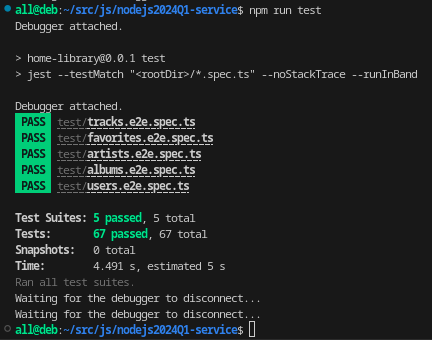 all@deb:~/src/js/nodejs2024Q1-service$ npm run test
Debugger attached.
> home-library@0.0.1 test
> jest --testMatch "<rootDir>/*.spec.ts" --noStackTrace --runInBand
Debugger attached.
PASS test/tracks.e2e.spec.ts
PASS test/favorites.e2e.spec.ts
PASS test/artists.e2e.spec.ts
PASS test/albums.e2e.spec.ts
PASS test/users.e2e.spec.ts
Test Suites: 5 passed, 5 total
Tests: 67 passed, 67 total
Snapshots: 0 total
Time: 4.491 s, estimated 5 s
Ran all test suites.
Waiting for the debugger to disconnect...
Waiting for the debugger to disconnect...
all@deb:~/src/js/nodejs2024Q1-service$